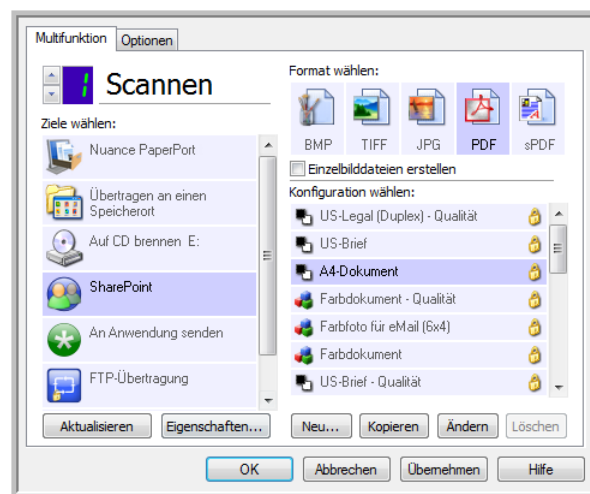 Multifunktion
Optionen
1
Scannen
Ziele wählen:
Nuance PaperPort
Übertragen an einen
Speicherort
Auf CD brennen E:
SharePoint
An Anwendung senden
FTP-Übertragung
Aktualisieren
Eigenschaften...
Format wählen:
BMP
TIFF
JPG
PDF
sPDF
Einzelbilddateien erstellen
Konfiguration wählen:
US-Legal (Duplex) - Qualität
US-Brief
A4-Dokument
Farbdokument - Qualität
Farbfoto für eMail (6x4)
Farbdokument
US-Brief - Qualität
Neu...
Kopieren
Ändern
Löschen
OK
Abbrechen
Übernehmen
Hilfe